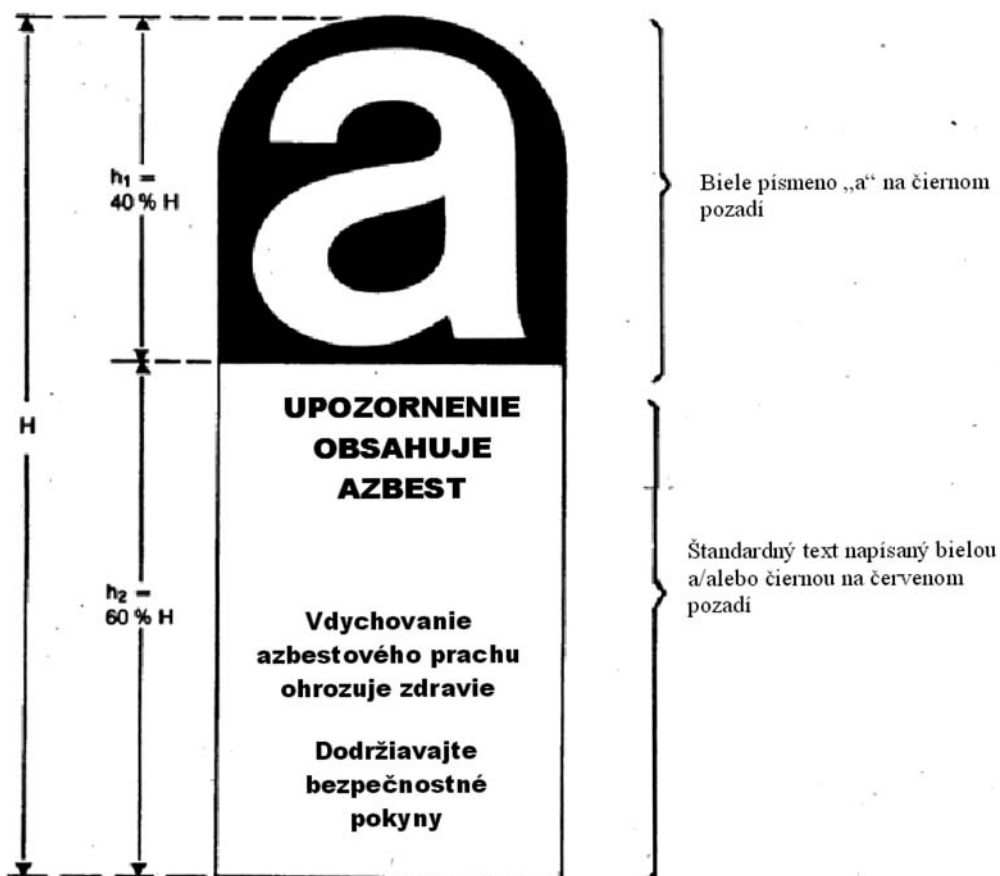 a
h₁ =
40 % H
Biele písmeno „a“ na čiernom
pozadí
H
UPOZORNENIE
OBSAHUJE
AZBEST
h₂ =
60 % H
Štandardný text napísaný bielou
a/alebo čiernou na červenom
pozadí
Vdychovanie
azbestového prachu
ohrozuje zdravie
Dodržiavajte
bezpečnostné
pokyny